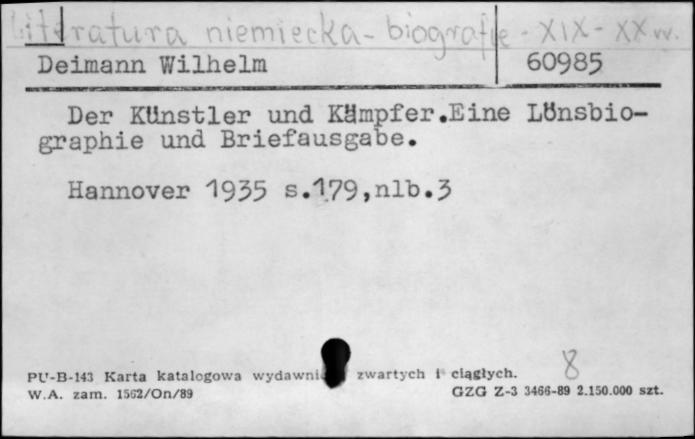 Literatura niemiecka - biografie - XIX - XX w.
Deimann Wilhelm 60985
Der Künstler und Kämpfer.Eine Lönsbio-
graphie und Briefausgabe.
Hannover 1935 s.179,nlb.3
8
PU-B-143 Karta katalogowa wydawnictw zwartych i ciągłych.
W.A. zam. 1562/On/89 GZG Z-3 3466-89 2.150.000 szt.